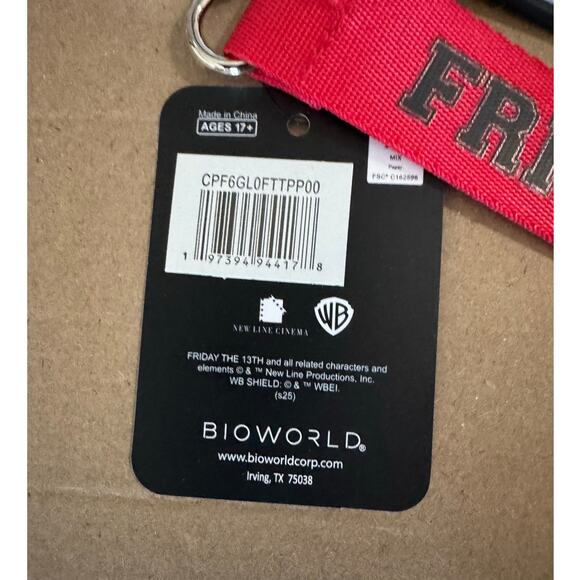 FRI
Made in China
AGES 17+
MIX
Paper
FSC® C162596
CPF6GL0FTTPP00
1 97394 94417 8
NEW LINE CINEMA
WB
FRIDAY THE 13TH and all related characters and
elements © & ™ New Line Productions, Inc.
WB SHIELD: © & ™ WBEI.
(s25)
BIOWORLD®
www.bioworldcorp.com
Irving, TX 75038